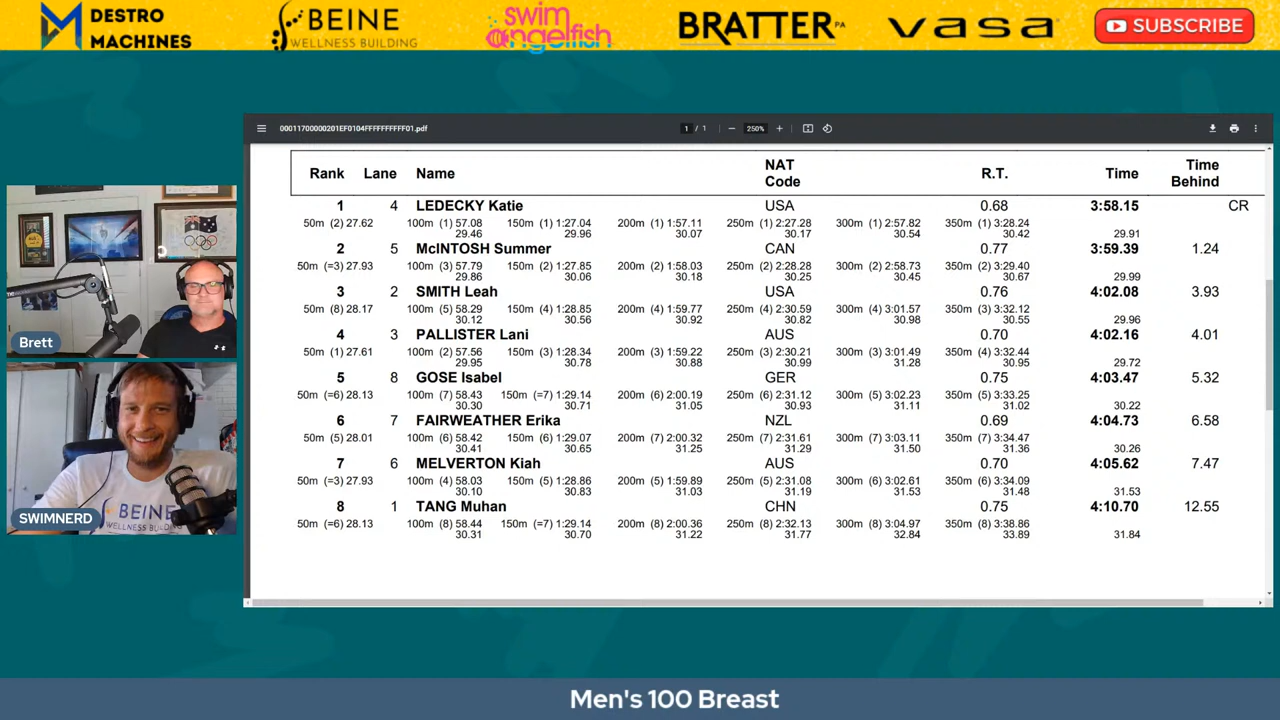 DESTRO
MACHINES
BEINE
WELLNESS BUILDING
swim
angelfish
BRATTER PA
vasa
SUBSCRIBE
00011700000201EF0104FFFFFFFFFF01.pdf
1 / 1
250%
Rank Lane Name NAT Code R.T. Time Time Behind
1 4 LEDECKY Katie USA 0.68 3:58.15 CR
50m (2) 27.62 100m (1) 57.08 150m (1) 1:27.04 200m (1) 1:57.11 250m (1) 2:27.28 300m (1) 2:57.82 350m (1) 3:28.24
29.46 29.96 30.07 30.17 30.54 30.42 29.91
2 5 McINTOSH Summer CAN 0.77 3:59.39 1.24
50m (=3) 27.93 100m (3) 57.79 150m (2) 1:27.85 200m (2) 1:58.03 250m (2) 2:28.28 300m (2) 2:58.73 350m (2) 3:29.40
29.86 30.06 30.18 30.25 30.45 30.67 29.99
3 2 SMITH Leah USA 0.76 4:02.08 3.93
50m (8) 28.17 100m (5) 58.29 150m (4) 1:28.85 200m (4) 1:59.77 250m (4) 2:30.59 300m (4) 3:01.57 350m (3) 3:32.12
30.12 30.56 30.92 30.82 30.98 30.55 29.96
4 3 PALLISTER Lani AUS 0.70 4:02.16 4.01
50m (1) 27.61 100m (2) 57.56 150m (3) 1:28.34 200m (3) 1:59.22 250m (3) 2:30.21 300m (3) 3:01.49 350m (4) 3:32.44
29.95 30.78 30.88 30.99 31.28 30.95 29.72
5 8 GOSE Isabel GER 0.75 4:03.47 5.32
50m (=6) 28.13 100m (7) 58.43 150m (=7) 1:29.14 200m (6) 2:00.19 250m (6) 2:31.12 300m (5) 3:02.23 350m (5) 3:33.25
30.30 30.71 31.05 30.93 31.11 31.02 30.22
6 7 FAIRWEATHER Erika NZL 0.69 4:04.73 6.58
50m (5) 28.01 100m (6) 58.42 150m (6) 1:29.07 200m (7) 2:00.32 250m (7) 2:31.61 300m (7) 3:03.11 350m (7) 3:34.47
30.41 30.65 31.25 31.29 31.50 31.36 30.26
7 6 MELVERTON Kiah AUS 0.70 4:05.62 7.47
50m (=3) 27.93 100m (4) 58.03 150m (5) 1:28.86 200m (5) 1:59.89 250m (5) 2:31.08 300m (6) 3:02.61 350m (6) 3:34.09
30.10 30.83 31.03 31.19 31.53 31.48 31.53
8 1 TANG Muhan CHN 0.75 4:10.70 12.55
50m (=6) 28.13 100m (8) 58.44 150m (=7) 1:29.14 200m (8) 2:00.36 250m (8) 2:32.13 300m (8) 3:04.97 350m (8) 3:38.86
30.31 30.70 31.22 31.77 32.84 33.89 31.84
Brett
BEINE
WELLNESS BUILDING
SWIMNERD
Men's 100 Breast